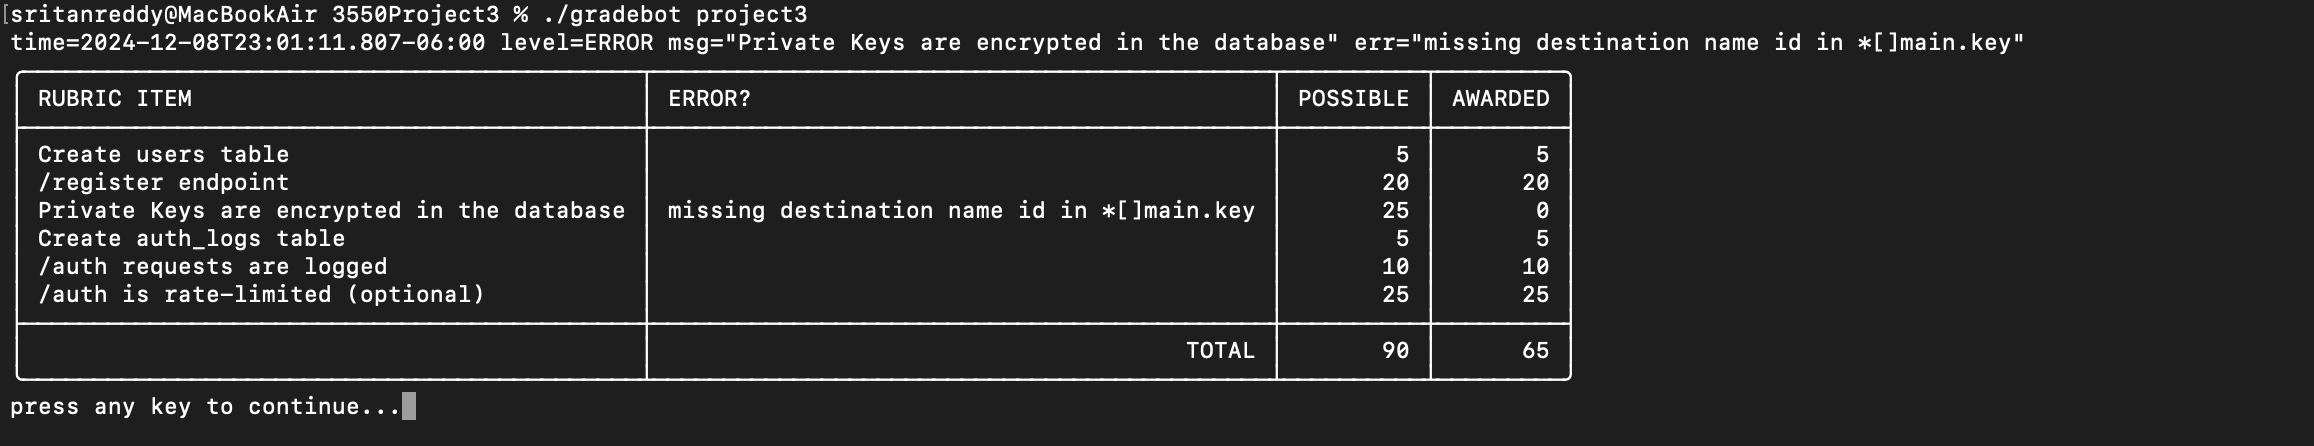 [sritanreddy@MacBookAir 3550Project3 % ./gradebot project3
time=2024-12-08T23:01:11.807-06:00 level=ERROR msg="Private Keys are encrypted in the database" err="missing destination name id in *[]main.key"
RUBRIC ITEM ERROR? POSSIBLE AWARDED
Create users table 5 5
/register endpoint 20 20
Private Keys are encrypted in the database missing destination name id in *[]main.key 25 0
Create auth_logs table 5 5
/auth requests are logged 10 10
/auth is rate-limited (optional) 25 25
TOTAL 90 65
press any key to continue...